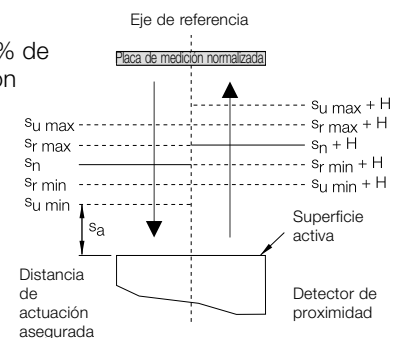 Eje de referencia
% de
ón
Placa de medición normalizada
su max
sr max
sn
sr min
su min
sa
su max + H
sr max + H
sn + H
sr min + H
su min + H
Superficie
activa
Distancia
de
actuación
asegurada
Detector de
proximidad